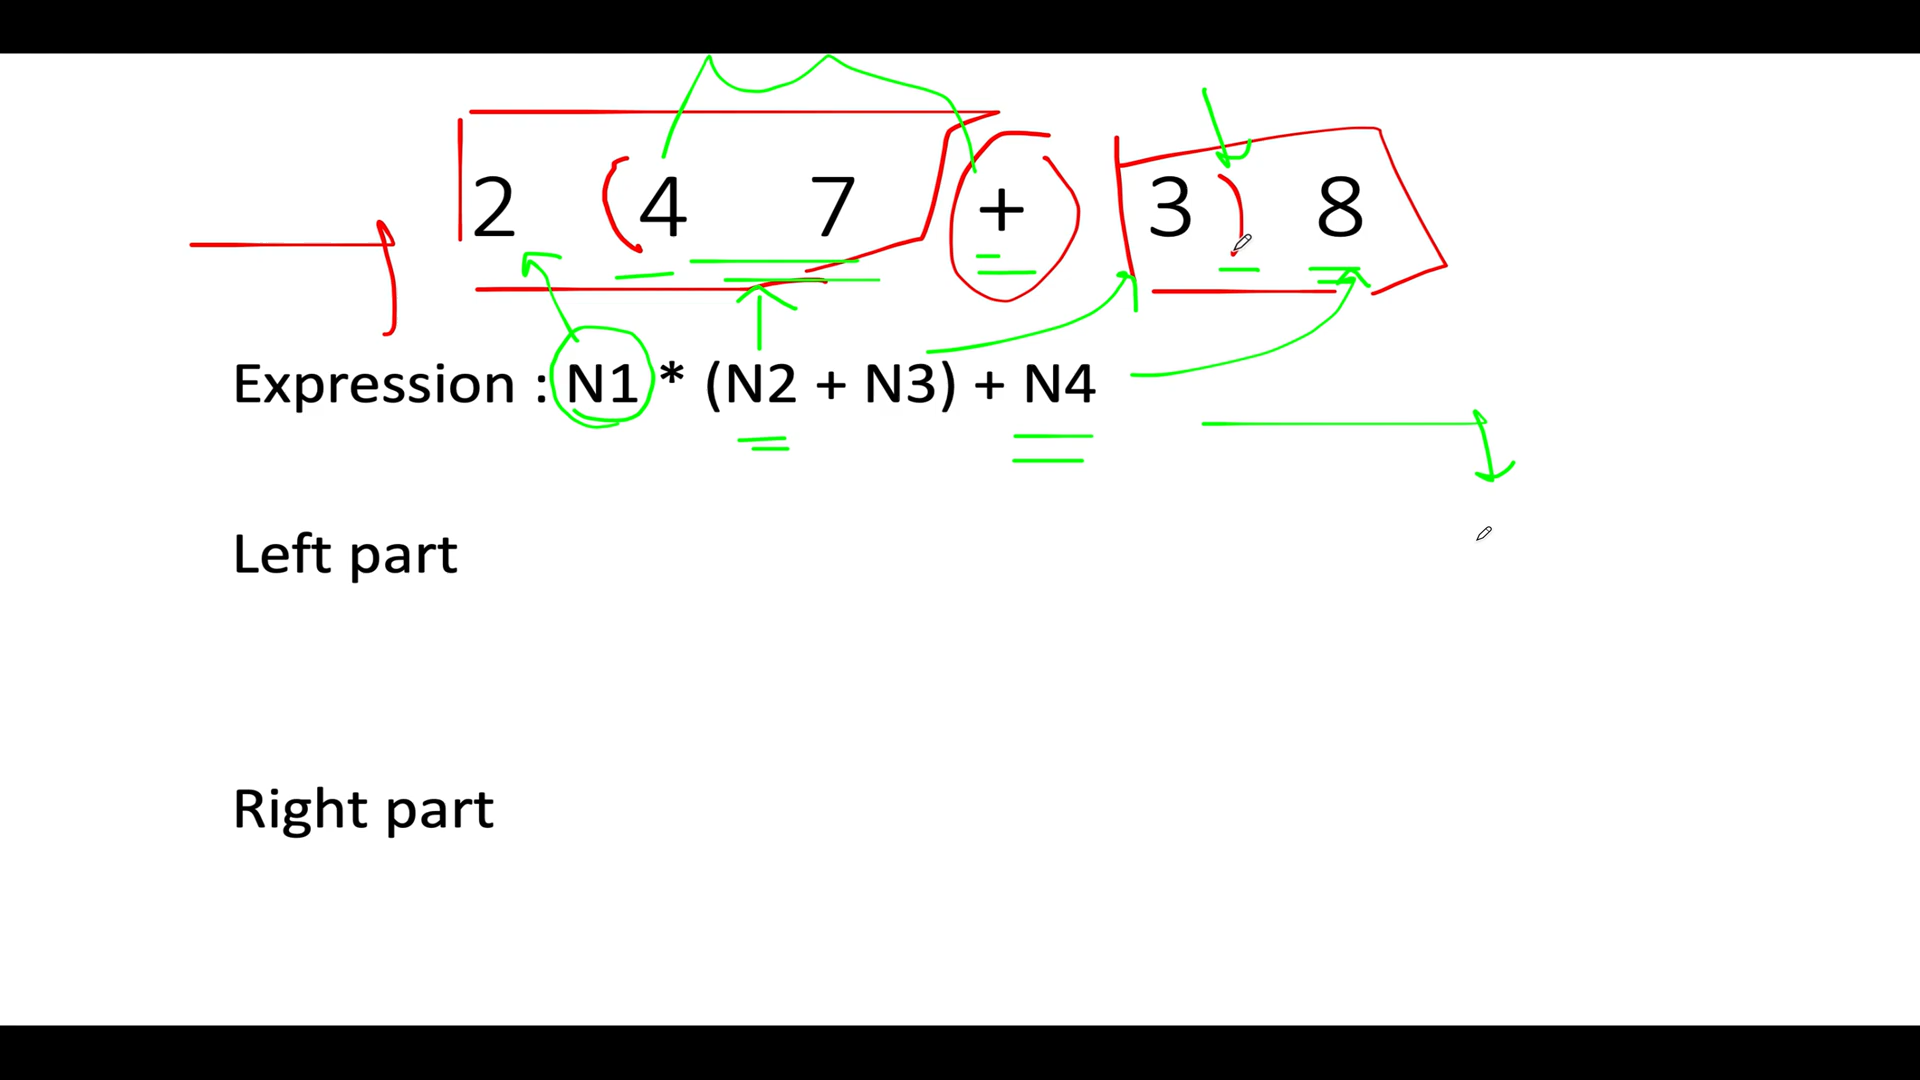 2 (4 7 + 3) 8
Expression : N1 * (N2 + N3) + N4
Left part
Right part